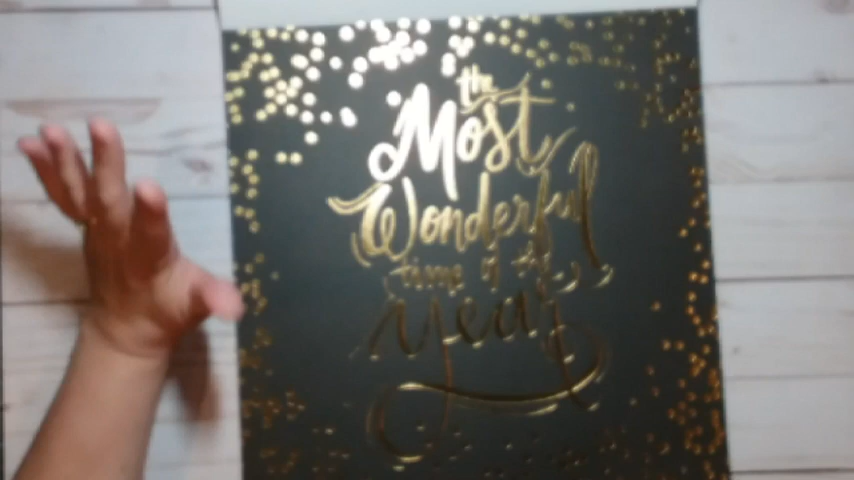 the
Most
Wonderful
time of the
Year